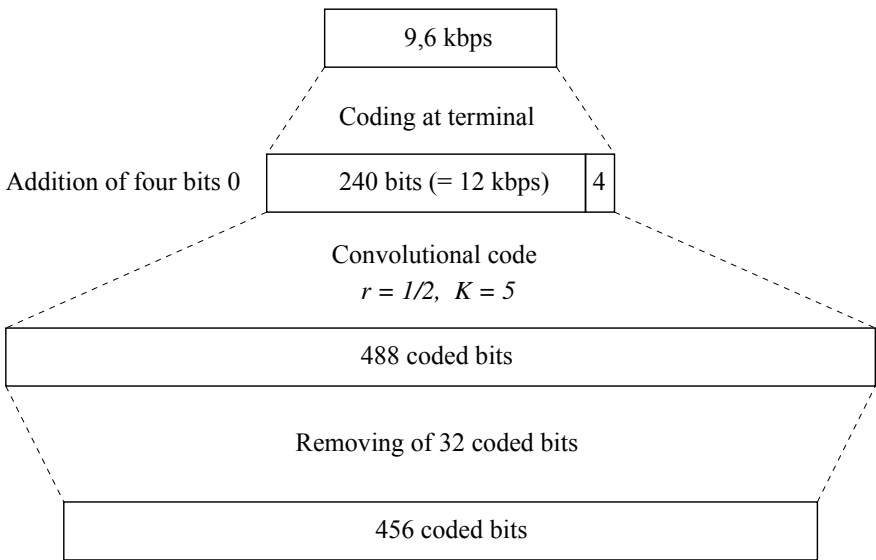 9,6 kbps
Coding at terminal
Addition of four bits 0
240 bits (= 12 kbps)
4
Convolutional code
r = 1/2, K = 5
488 coded bits
Removing of 32 coded bits
456 coded bits